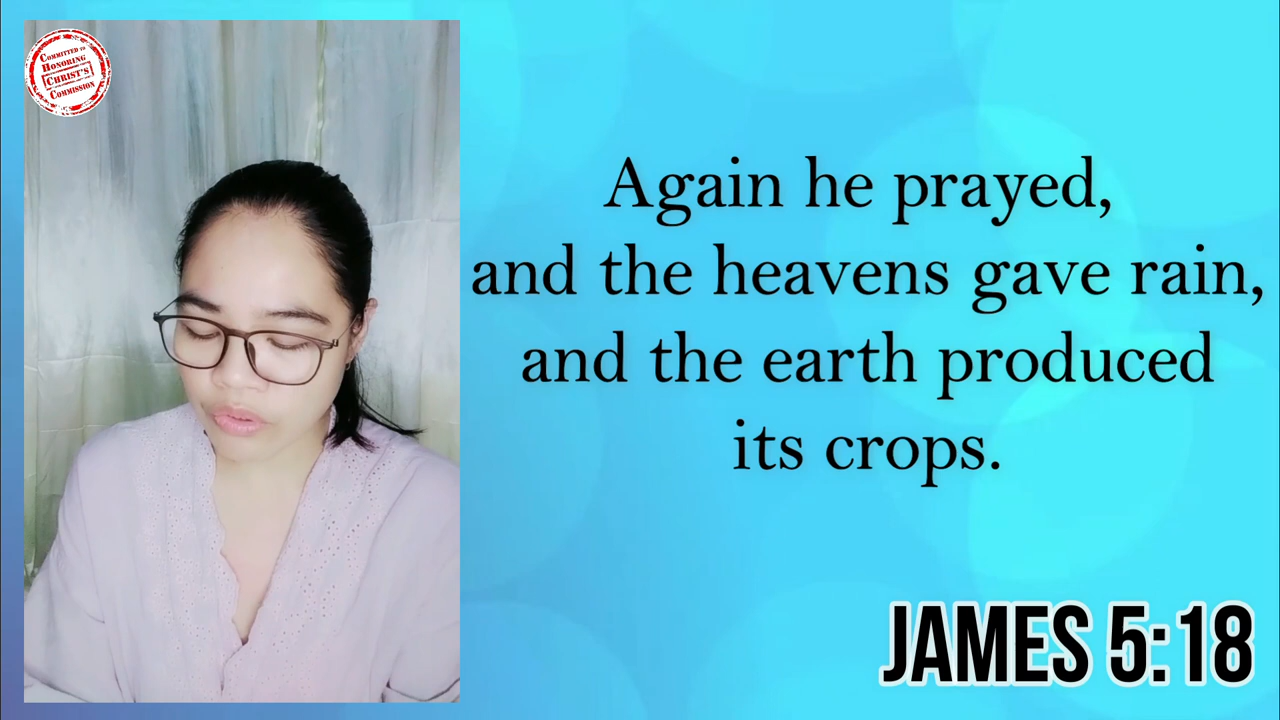 COMMITTED TO
HONORING
CHRIST'S
COMMISSION
Again he prayed,
and the heavens gave rain,
and the earth produced
its crops.
JAMES 5:18